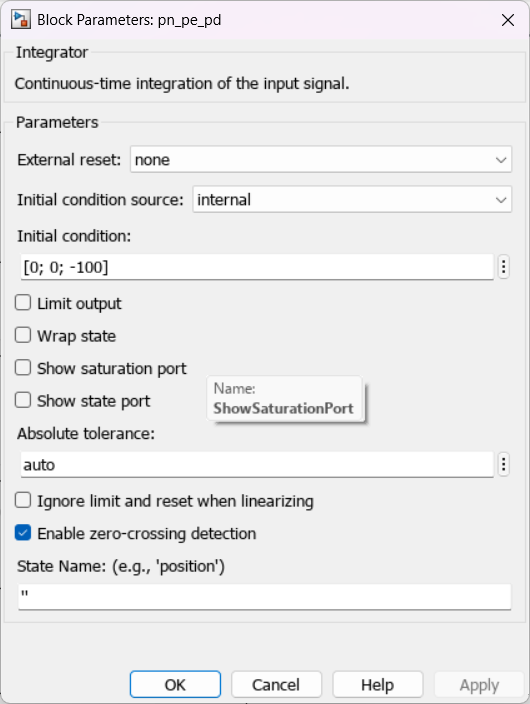 Block Parameters: pn_pe_pd
Integrator
Continuous-time integration of the input signal.
Parameters
External reset: none
Initial condition source: internal
Initial condition:
[0; 0; -100]
Limit output
Wrap state
Show saturation port
Show state port
Name:
ShowSaturationPort
Absolute tolerance:
auto
Ignore limit and reset when linearizing
Enable zero-crossing detection
State Name: (e.g., 'position')
''
OK Cancel Help Apply